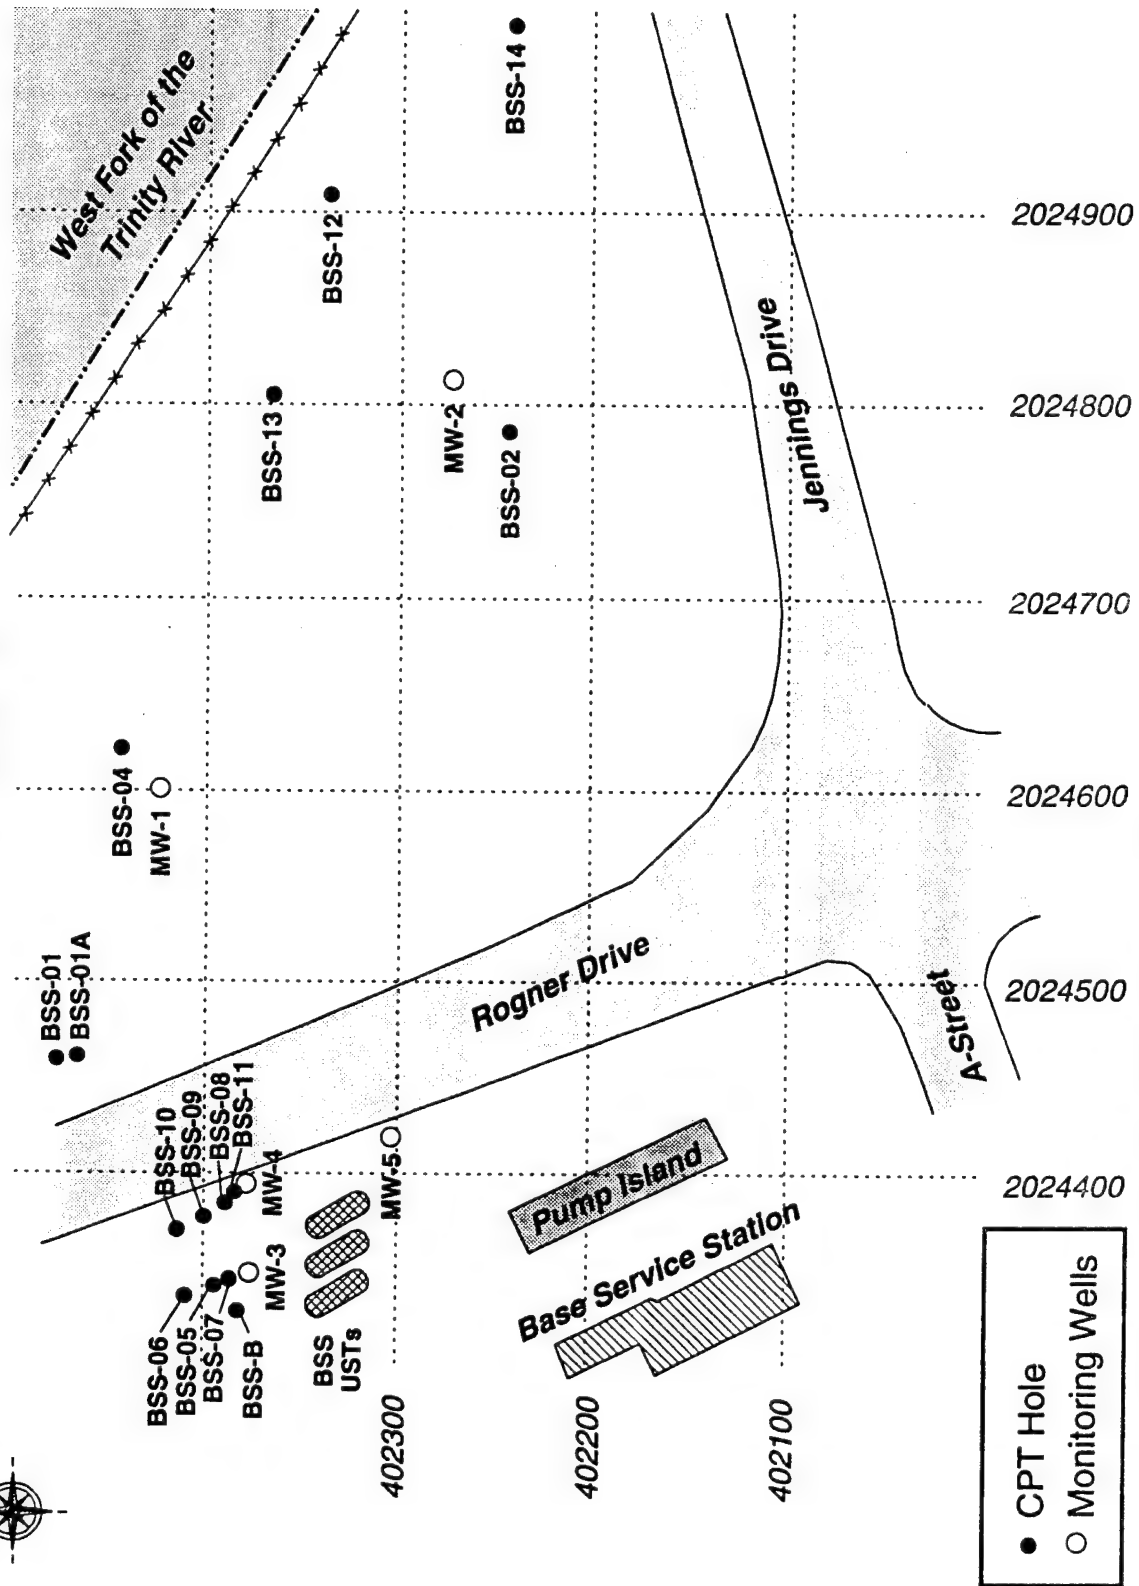 West Fork of the
Trinity River
BSS-14
BSS-12
BSS-13
MW-2
BSS-02
BSS-04
MW-1
BSS-01
BSS-01A
BSS-10
BSS-09
BSS-08
BSS-11
MW-4
MW-5
MW-3
BSS-06
BSS-05
BSS-07
BSS-B
BSS
USTs
Rogner Drive
Jennings Drive
A-Street
Pump Island
Base Service Station
402300
402200
402100
2024900
2024800
2024700
2024600
2024500
2024400
CPT Hole
Monitoring Wells